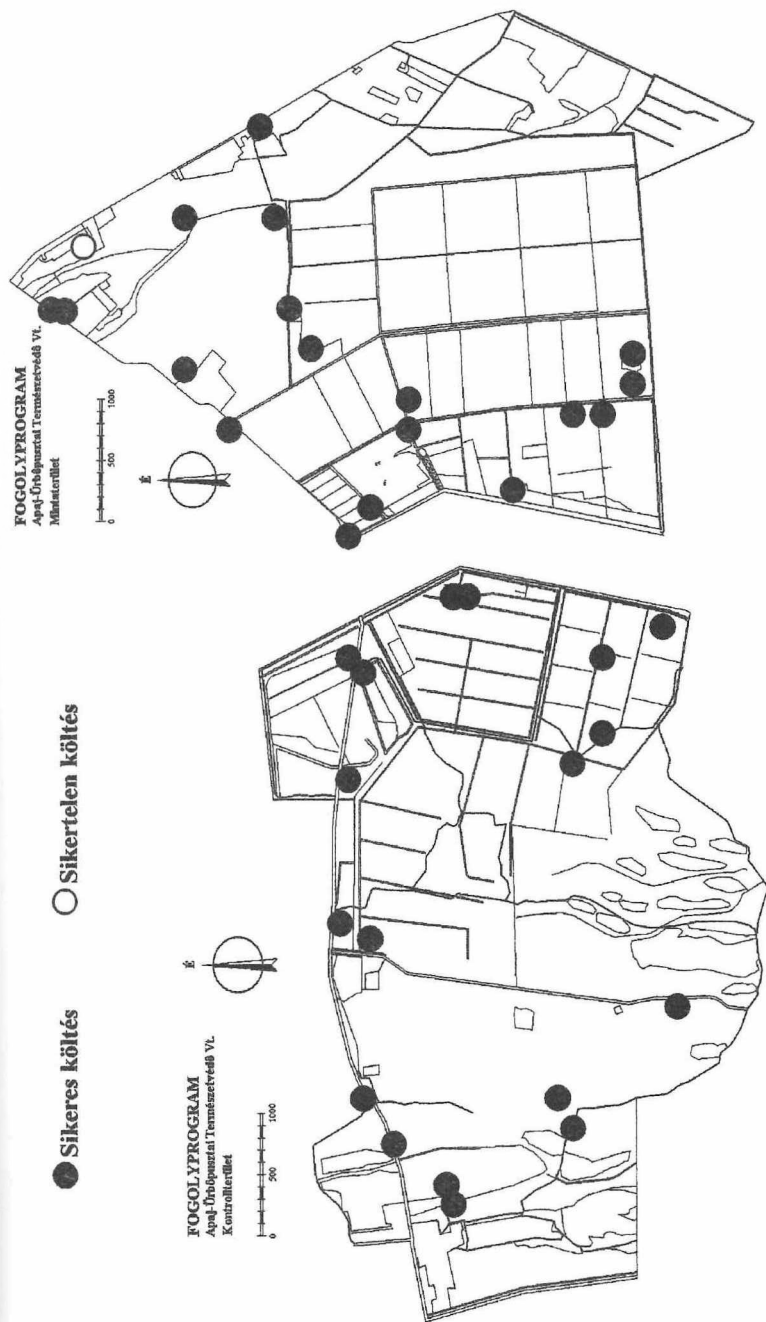 Sikeres költés
Sikertelen költés
FOGOLYPROGRAM
Apaj-Ürbőpusztai Természetvédő Vt.
Kontrollterület
0 500 1000
É
FOGOLYPROGRAM
Apaj-Ürbőpusztai Természetvédő Vt.
Mintaterület
0 500 1000
É